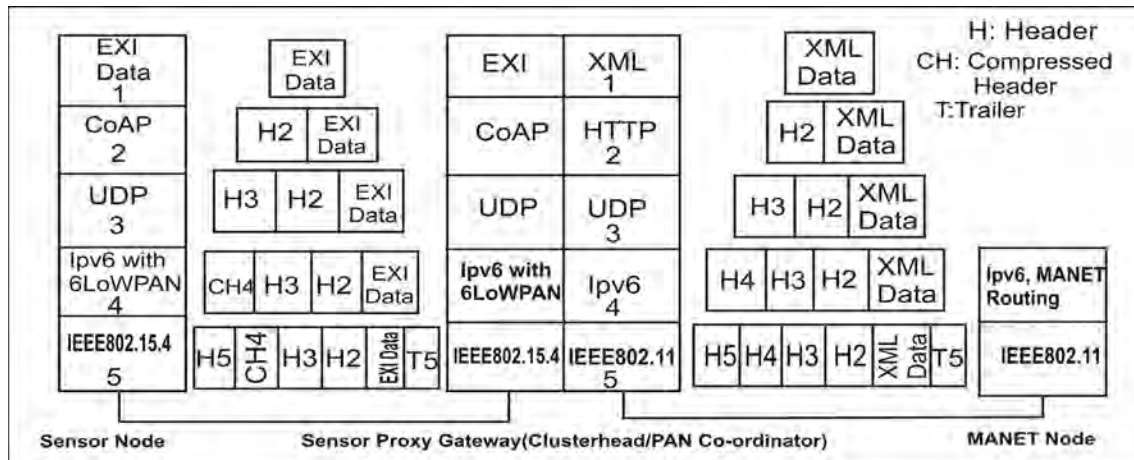 EXI
Data
1
CoAP
2
UDP
3
Ipv6 with
6LoWPAN
4
IEEE802.15.4
5
EXI
Data
H2
EXI
Data
H3
H2
EXI
Data
CH4
H3
H2
EXI
Data
H5
CH4
H3
H2
EXI Data
T5
EXI
CoAP
UDP
Ipv6 with
6LoWPAN
IEEE802.15.4
XML
1
HTTP
2
UDP
3
Ipv6
4
IEEE802.11
5
XML
Data
H2
XML
Data
H3
H2
XML
Data
H4
H3
H2
XML
Data
H5
H4
H3
H2
XML
Data
T5
H: Header
CH: Compressed
Header
T:Trailer
Ipv6, MANET
Routing
IEEE802.11
Sensor Node
Sensor Proxy Gateway(Clusterhead/PAN Co-ordinator)
MANET Node